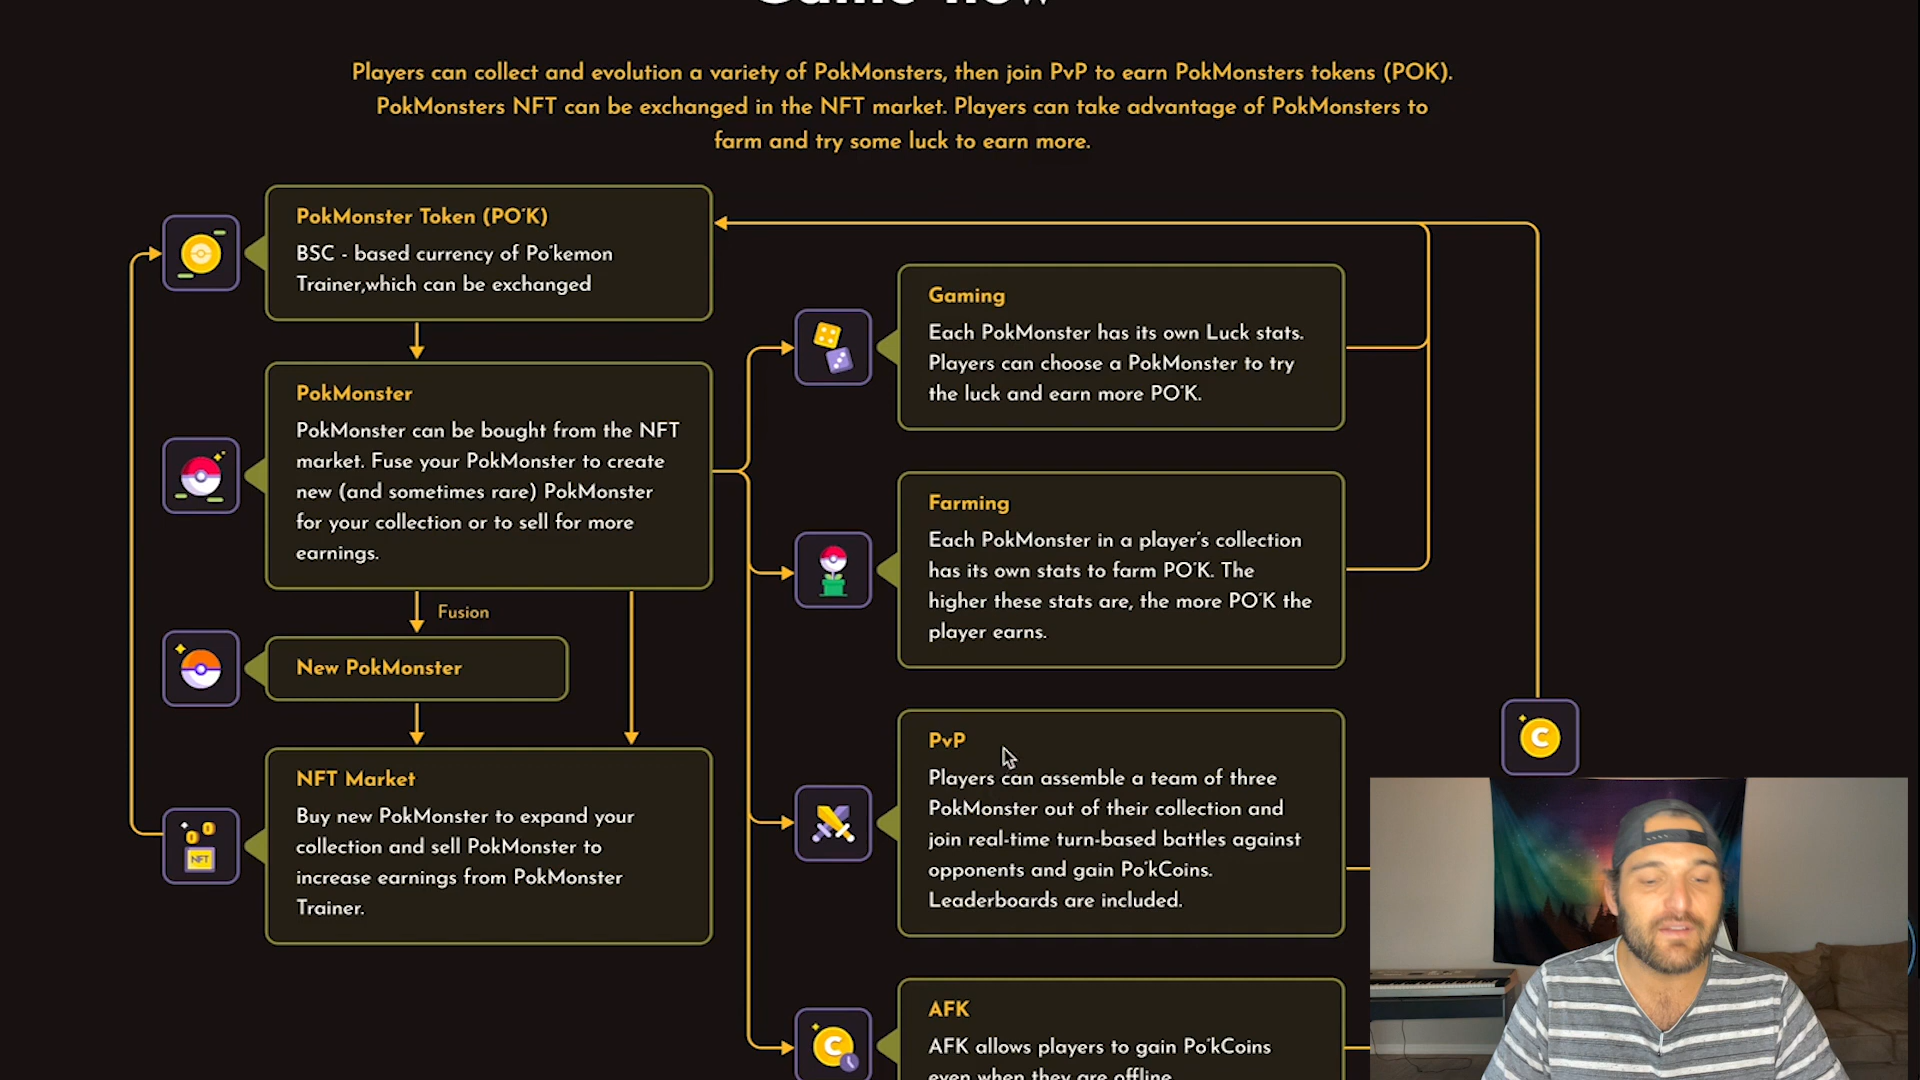 Game flow
Players can collect and evolution a variety of PokMonsters, then join PvP to earn PokMonsters tokens (POK).
PokMonsters NFT can be exchanged in the NFT market. Players can take advantage of PokMonsters to
farm and try some luck to earn more.
PokMonster Token (PO'K)
BSC - based currency of Po'kemon
Trainer,which can be exchanged
PokMonster
PokMonster can be bought from the NFT
market. Fuse your PokMonster to create
new (and sometimes rare) PokMonster
for your collection or to sell for more
earnings.
Fusion
New PokMonster
NFT Market
Buy new PokMonster to expand your
collection and sell PokMonster to
increase earnings from PokMonster
Trainer.
NFT
Gaming
Each PokMonster has its own Luck stats.
Players can choose a PokMonster to try
the luck and earn more PO'K.
Farming
Each PokMonster in a player's collection
has its own stats to farm PO'K. The
higher these stats are, the more PO'K the
player earns.
PvP
Players can assemble a team of three
PokMonster out of their collection and
join real-time turn-based battles against
opponents and gain Po'kCoins.
Leaderboards are included.
AFK
AFK allows players to gain Po'kCoins
even when they are offline
C
C